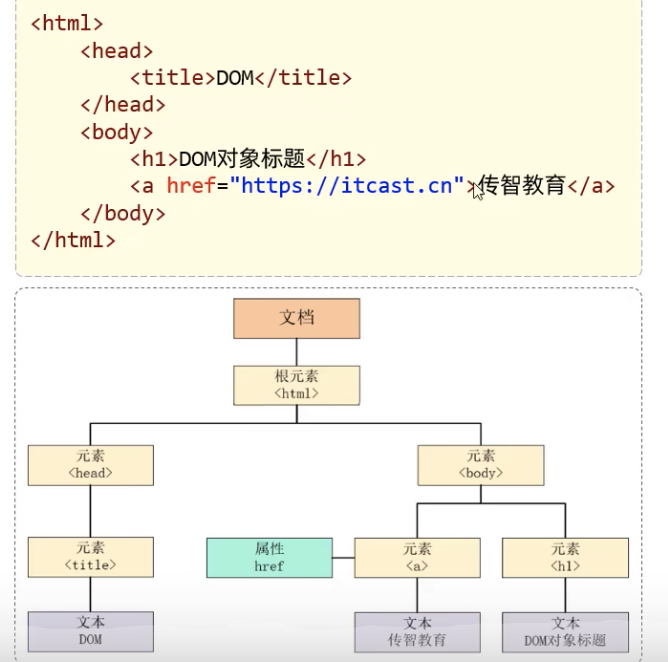 <html>
<head>
<title>DOM</title>
</head>
<body>
<h1>DOM对象标题</h1>
<a href="https://itcast.cn">传智教育</a>
</body>
</html>
文档
根元素
<html>
元素
<head>
元素
<body>
元素
<title>
属性
href
元素
<a>
元素
<h1>
文本
DOM
文本
传智教育
文本
DOM对象标题